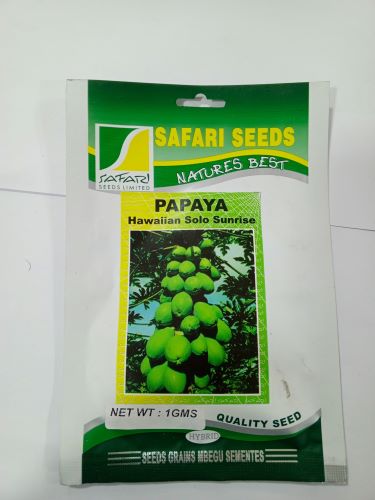 SAFARI SEEDS
NATURES BEST
SAFARI
SEEDS LIMITED
PAPAYA
Hawaiian Solo Sunrise
NET WT : 1GMS
QUALITY SEED
HYBRID
SEEDS GRAINS MBEGU SEMENTES